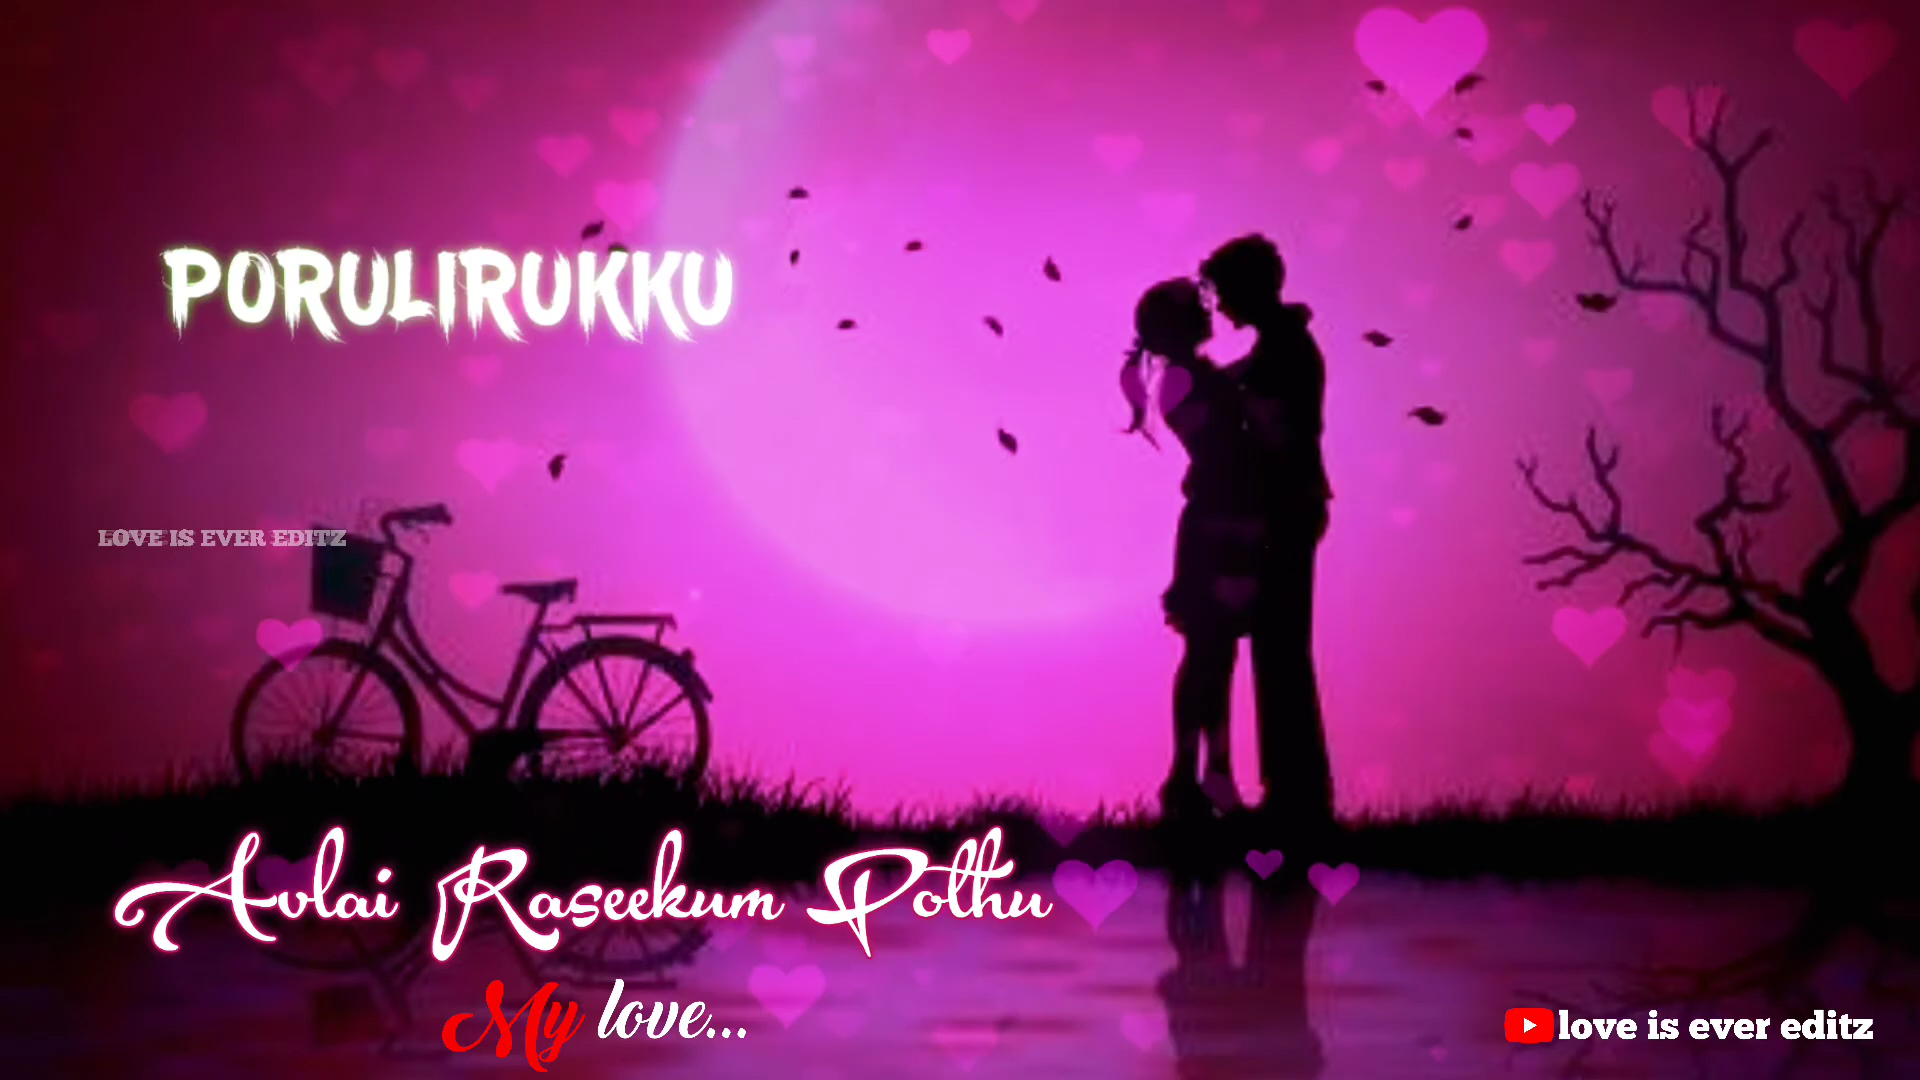 PORULIRUKKU
LOVE IS EVER EDITZ
Avlai Raseekum Pothu
My love...
love is ever editz